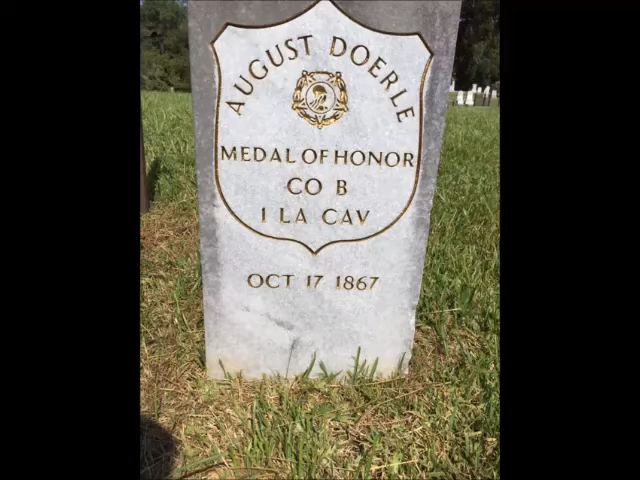 AUGUST DOERLE
MEDAL OF HONOR
CO B
1 LA CAV
OCT 17 1867